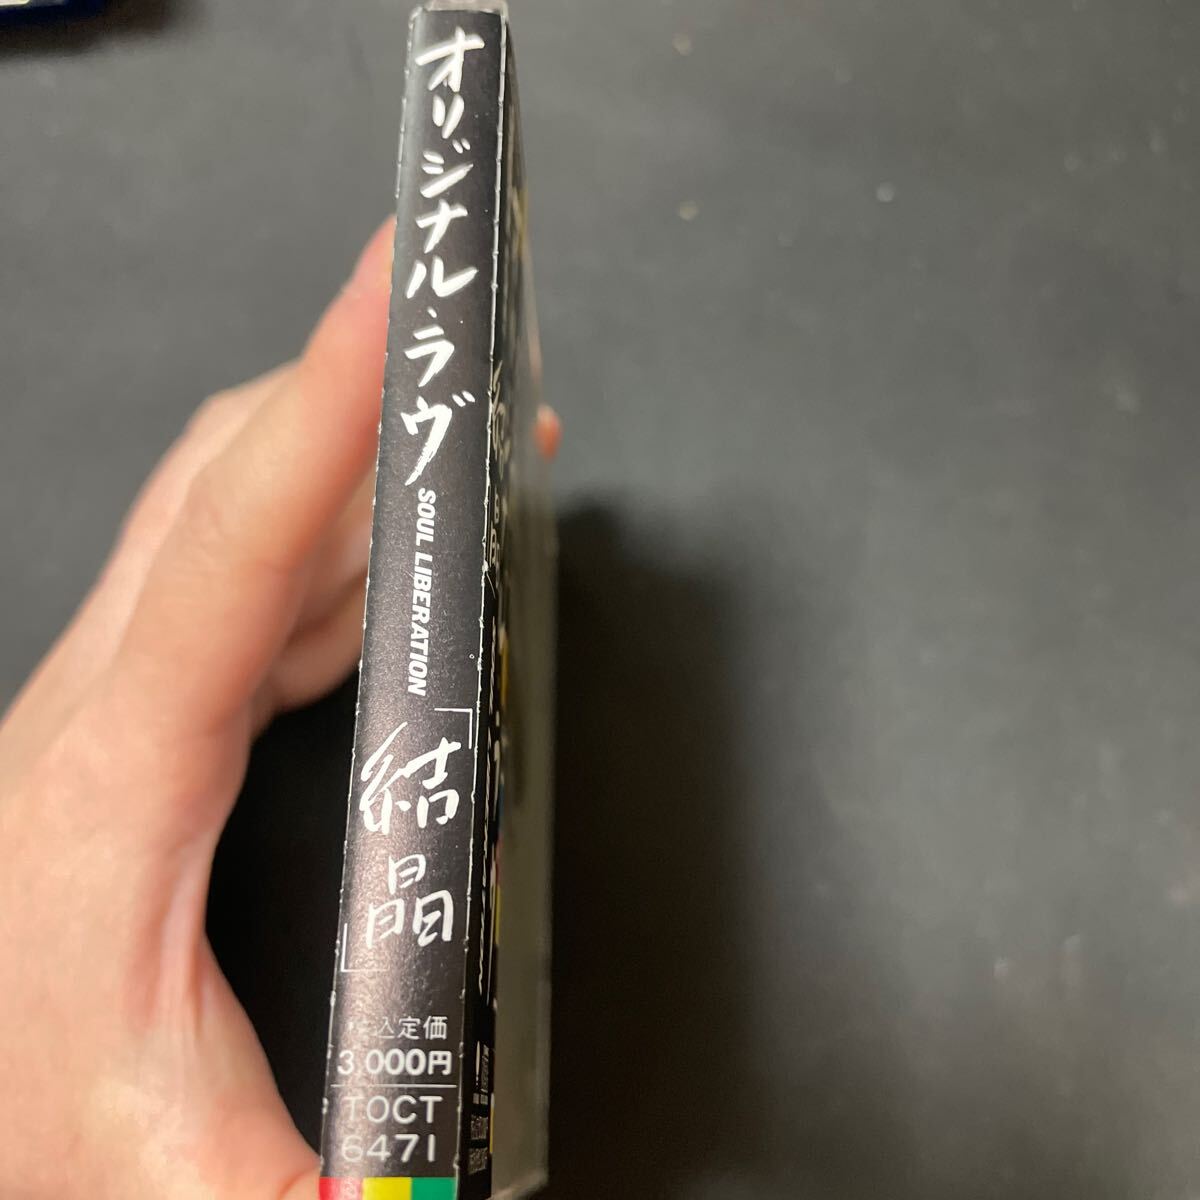 オリジナル・ラヴ
SOUL LIBERATION
「結晶」
税込定価
3,000円
TOCT
6471